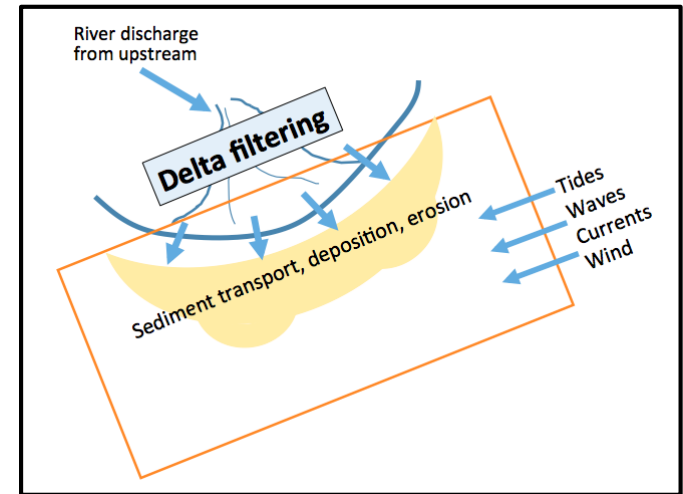 River discharge
from upstream
Delta filtering
Sediment transport, deposition, erosion
Tides
Waves
Currents
Wind